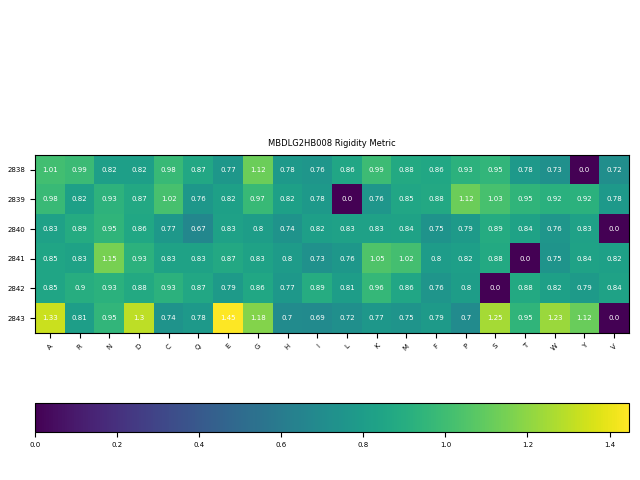 MBDLG2HB008 Rigidity Metric
2838 1.01 0.99 0.82 0.82 0.98 0.87 0.77 1.12 0.78 0.76 0.86 0.99 0.88 0.86 0.93 0.95 0.78 0.73 0.0 0.72
2839 0.98 0.82 0.93 0.87 1.02 0.76 0.82 0.97 0.82 0.78 0.0 0.76 0.85 0.88 1.12 1.03 0.95 0.92 0.92 0.78
2840 0.83 0.89 0.95 0.86 0.77 0.67 0.83 0.8 0.74 0.82 0.83 0.83 0.84 0.75 0.79 0.89 0.84 0.76 0.83 0.0
2841 0.85 0.83 1.15 0.93 0.83 0.83 0.87 0.83 0.8 0.73 0.76 1.05 1.02 0.8 0.82 0.88 0.0 0.75 0.84 0.82
2842 0.85 0.9 0.93 0.88 0.93 0.87 0.79 0.86 0.77 0.89 0.81 0.96 0.86 0.76 0.8 0.0 0.88 0.82 0.79 0.84
2843 1.33 0.81 0.95 1.3 0.74 0.78 1.45 1.18 0.7 0.69 0.72 0.77 0.75 0.79 0.7 1.25 0.95 1.23 1.12 0.0
A R N D C Q E G H I L K M F P S T W Y V
0.0 0.2 0.4 0.6 0.8 1.0 1.2 1.4